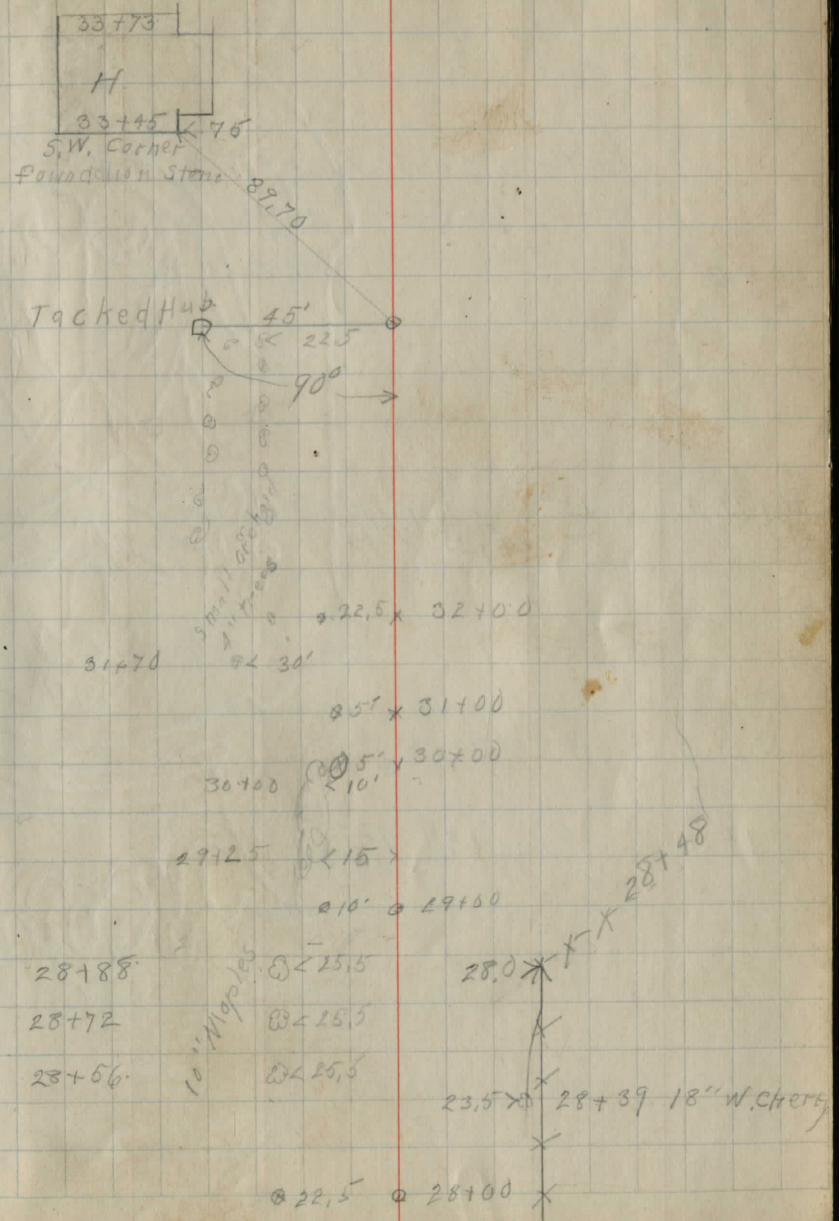 33+73
H
33+45 < 75
S.W. Corner
foundation Stone
89.70
Tacked Hub 45'
< 22.5
90°
small
4" trees
22.5 32+00
31+70 < 30'
5' 31+00
5' 30+00
30+00 < 10'
29+25 < 15
10' 29+00
28+48
28+88 < 25.5 28.0
28+72 < 25.5
10" Maples
28+56 < 25.5
23.5 28+39 18" W. Cherry
22.5 28+00